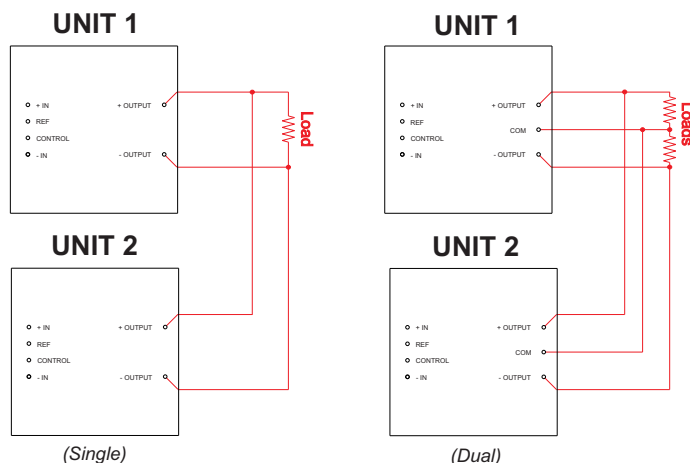 UNIT 1
+ IN
REF
CONTROL
- IN
+ OUTPUT
- OUTPUT
Load
UNIT 2
+ IN
REF
CONTROL
- IN
+ OUTPUT
- OUTPUT
(Single)
UNIT 1
+ IN
REF
CONTROL
- IN
+ OUTPUT
COM
- OUTPUT
Loads
UNIT 2
+ IN
REF
CONTROL
- IN
+ OUTPUT
COM
- OUTPUT
(Dual)